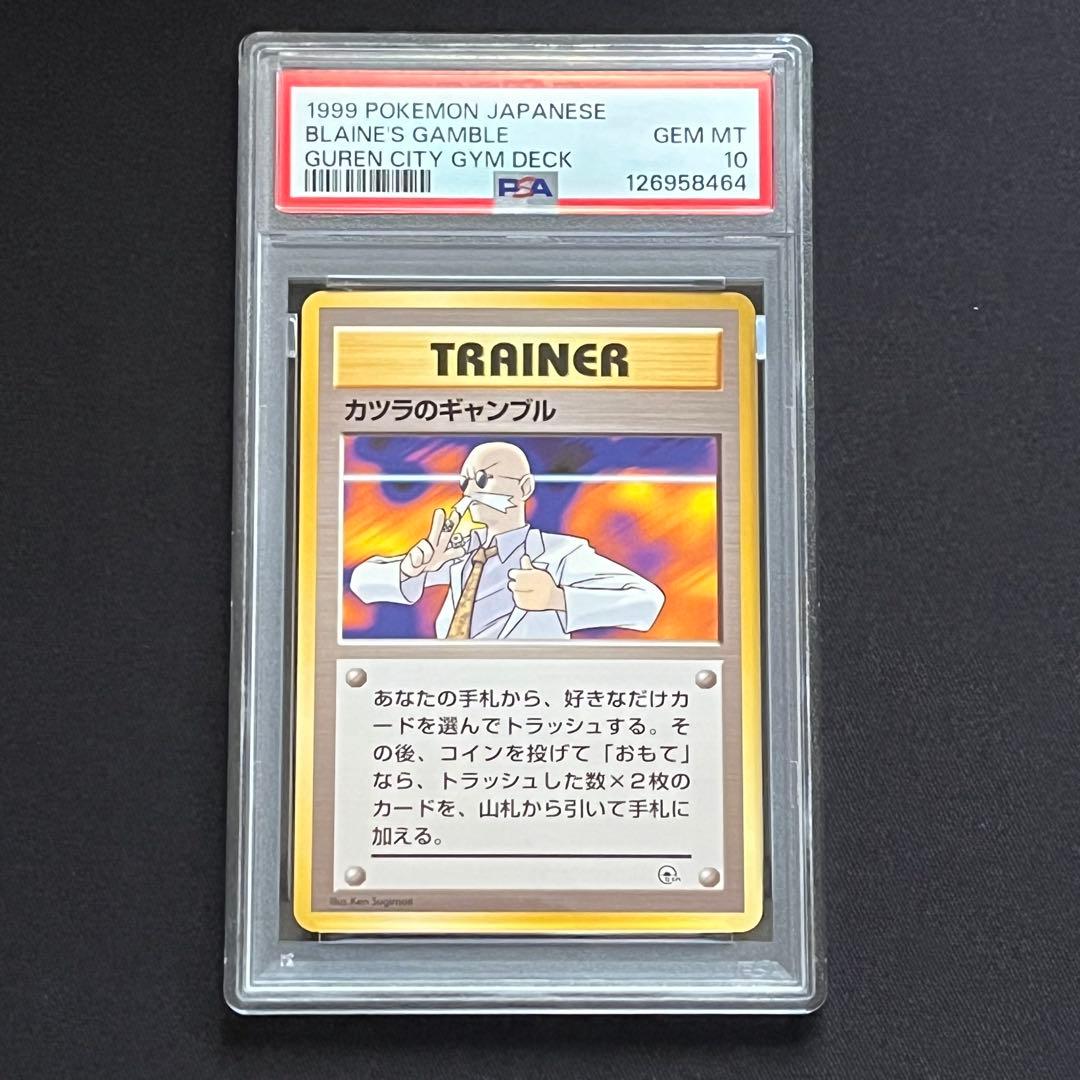 1999 POKEMON JAPANESE
BLAINE'S GAMBLE GEM MT
GUREN CITY GYM DECK 10
PSA 126958464
TRAINER
カツラのギャンブル
あなたの手札から、好きなだけカ
ードを選んでトラッシュする。そ
の後、コインを投げて「おもて」
なら、トラッシュした数×2枚の
カードを、山札から引いて手札に
加える。
Illus. Ken Sugimori